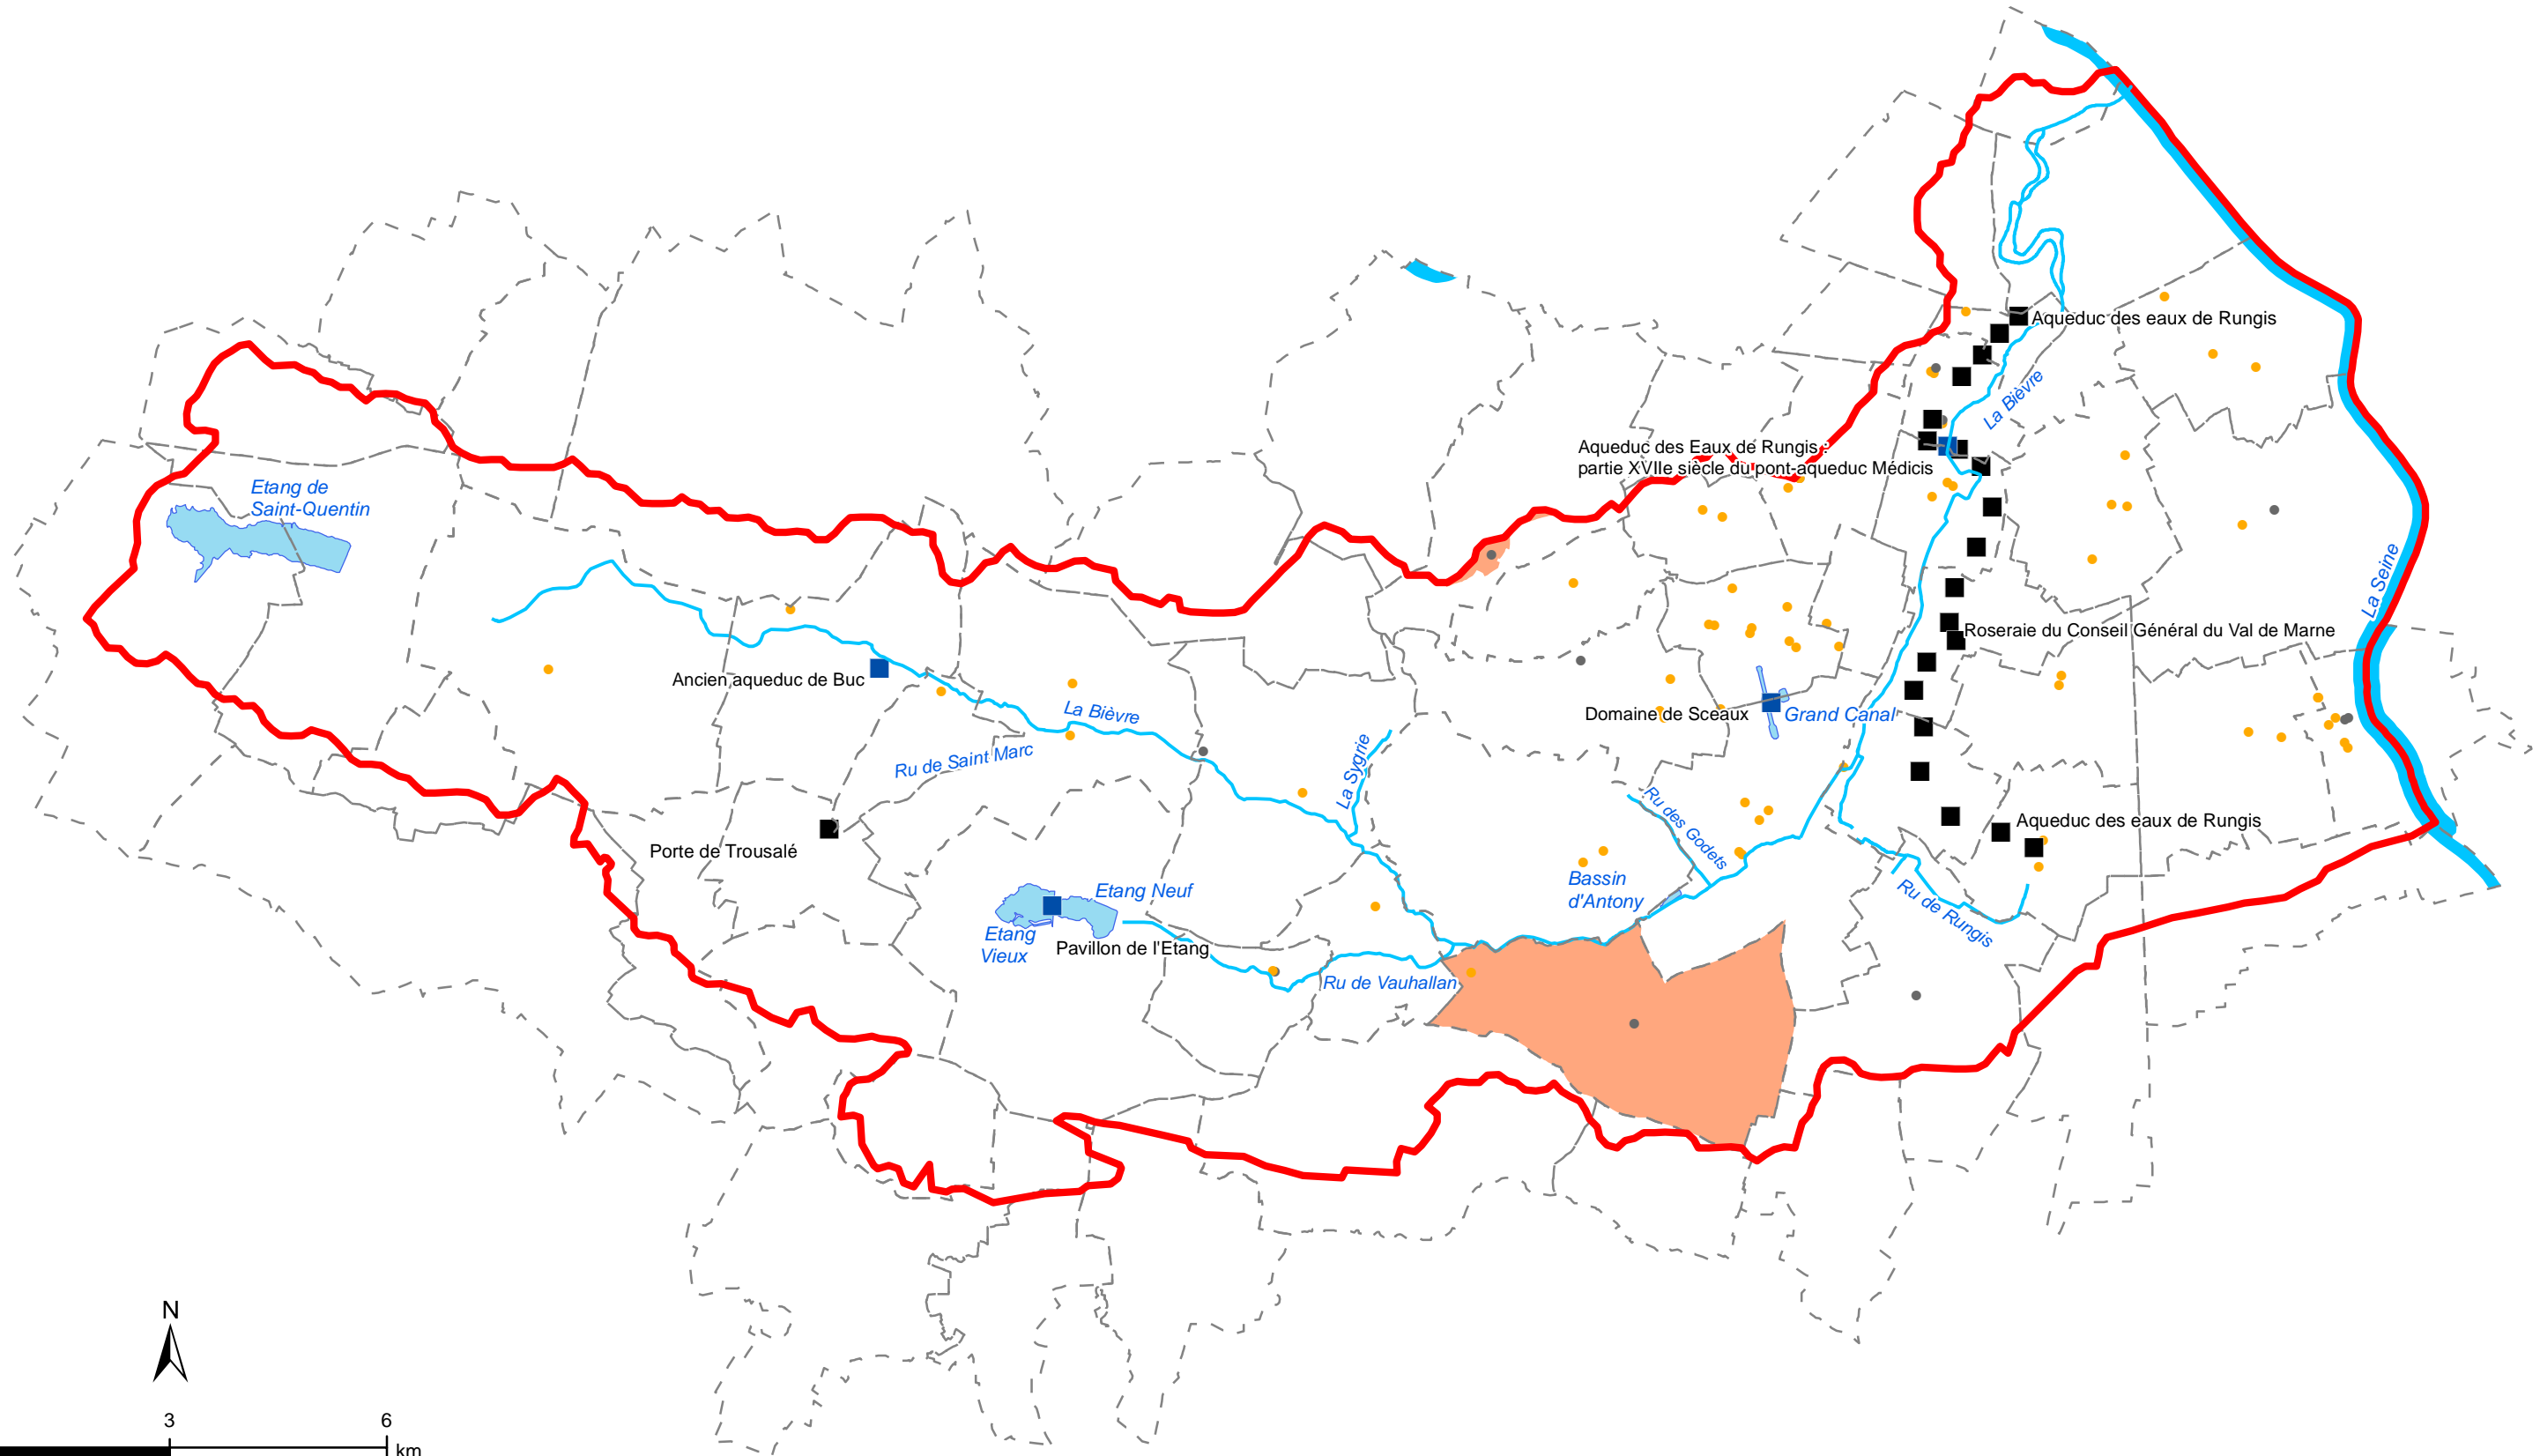 Aqueduc des eaux de Rungis
La Bièvre
Aqueduc des Eaux de Rungis :
partie XVIIe siècle du pont-aqueduc Médicis
Etang de
Saint-Quentin
La Seine
Roseraie du Conseil Général du Val de Marne
Ancien aqueduc de Buc
La Bièvre
Domaine de Sceaux
Grand Canal
Ru de Saint Marc
La Sygrie
Ru des Godets
Aqueduc des eaux de Rungis
Porte de Trousalé
Etang Neuf
Bassin
d'Antony
Ru de Rungis
Etang
Vieux
Pavillon de l'Etang
Ru de Vauhallan
N
3
6
km